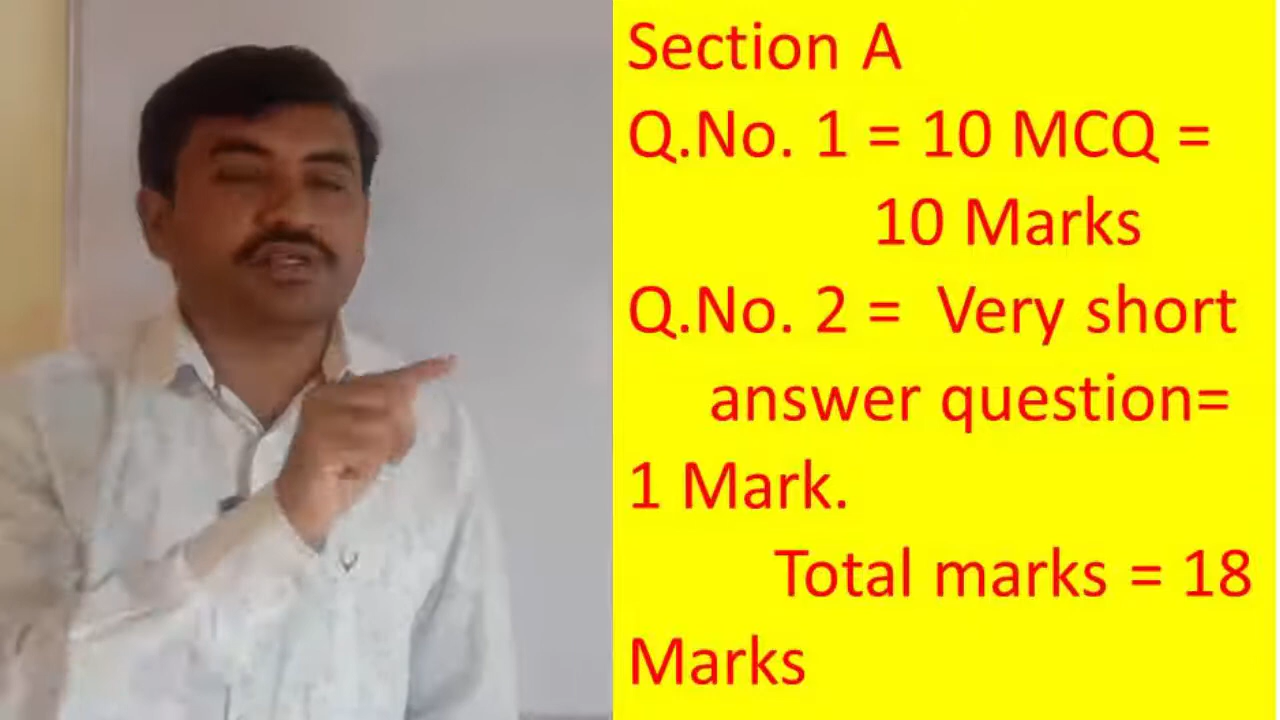 Section A
Q.No. 1 = 10 MCQ =
10 Marks
Q.No. 2 = Very short
answer question=
1 Mark.
Total marks = 18
Marks